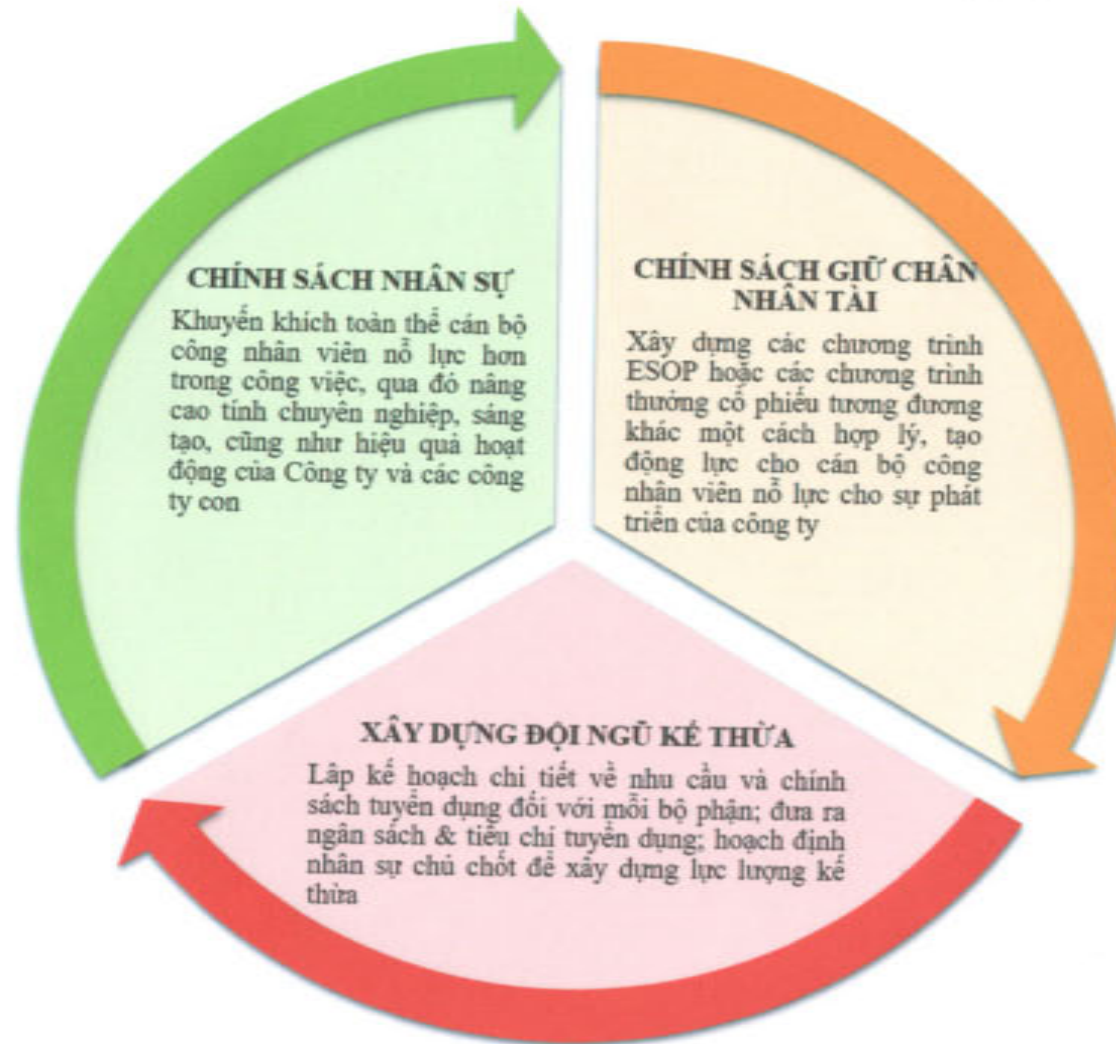 CHÍNH SÁCH NHÂN SỰ
Khuyến khích toàn thể cán bộ
công nhân viên nỗ lực hơn
trong công việc, qua đó nâng
cao tính chuyên nghiệp, sáng
tạo, cũng như hiệu quả hoạt
động của Công ty và các công
ty con
CHÍNH SÁCH GIỮ CHÂN
NHÂN TÀI
Xây dựng các chương trình
ESOP hoặc các chương trình
thưởng cổ phiếu tương đương
khác một cách hợp lý, tạo
động lực cho cán bộ công
nhân viên nỗ lực cho sự phát
triển của công ty
XÂY DỰNG ĐỘI NGŨ KẾ THỪA
Lập kế hoạch chi tiết về nhu cầu và chính
sách tuyển dụng đối với mỗi bộ phận; đưa ra
ngân sách & tiêu chí tuyển dụng; hoạch định
nhân sự chủ chốt để xây dựng lực lượng kế
thừa